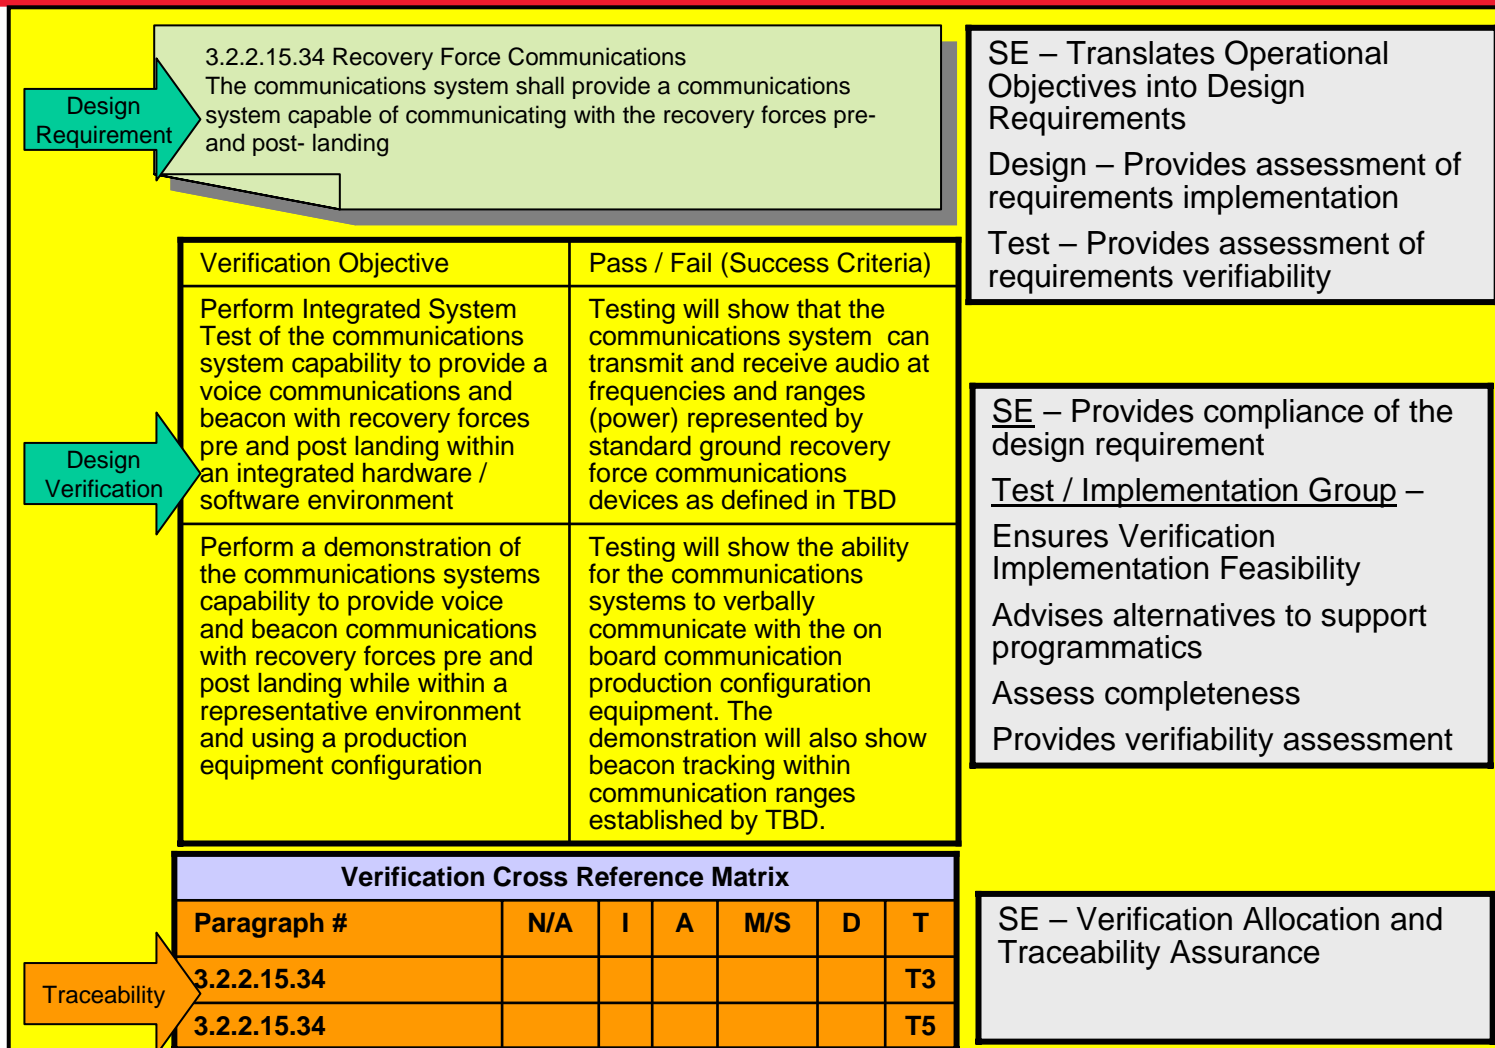 Design
Requirement
3.2.2.15.34 Recovery Force Communications
The communications system shall provide a communications
system capable of communicating with the recovery forces pre-
and post- landing
SE – Translates Operational
Objectives into Design
Requirements
Design – Provides assessment of
requirements implementation
Test – Provides assessment of
requirements verifiability
Design
Verification
Verification Objective
Pass / Fail (Success Criteria)
Perform Integrated System
Test of the communications
system capability to provide a
voice communications and
beacon with recovery forces
pre and post landing within
an integrated hardware /
software environment
Testing will show that the
communications system can
transmit and receive audio at
frequencies and ranges
(power) represented by
standard ground recovery
force communications
devices as defined in TBD
Perform a demonstration of
the communications systems
capability to provide voice
and beacon communications
with recovery forces pre and
post landing while within a
representative environment
and using a production
equipment configuration
Testing will show the ability
for the communications
systems to verbally
communicate with the on
board communication
production configuration
equipment. The
demonstration will also show
beacon tracking within
communication ranges
established by TBD.
SE – Provides compliance of the
design requirement
Test / Implementation Group –
Ensures Verification
Implementation Feasibility
Advises alternatives to support
programmatics
Assess completeness
Provides verifiability assessment
Traceability
Verification Cross Reference Matrix
Paragraph # N/A I A M/S D T
3.2.2.15.34 T3
3.2.2.15.34 T5
SE – Verification Allocation and
Traceability Assurance